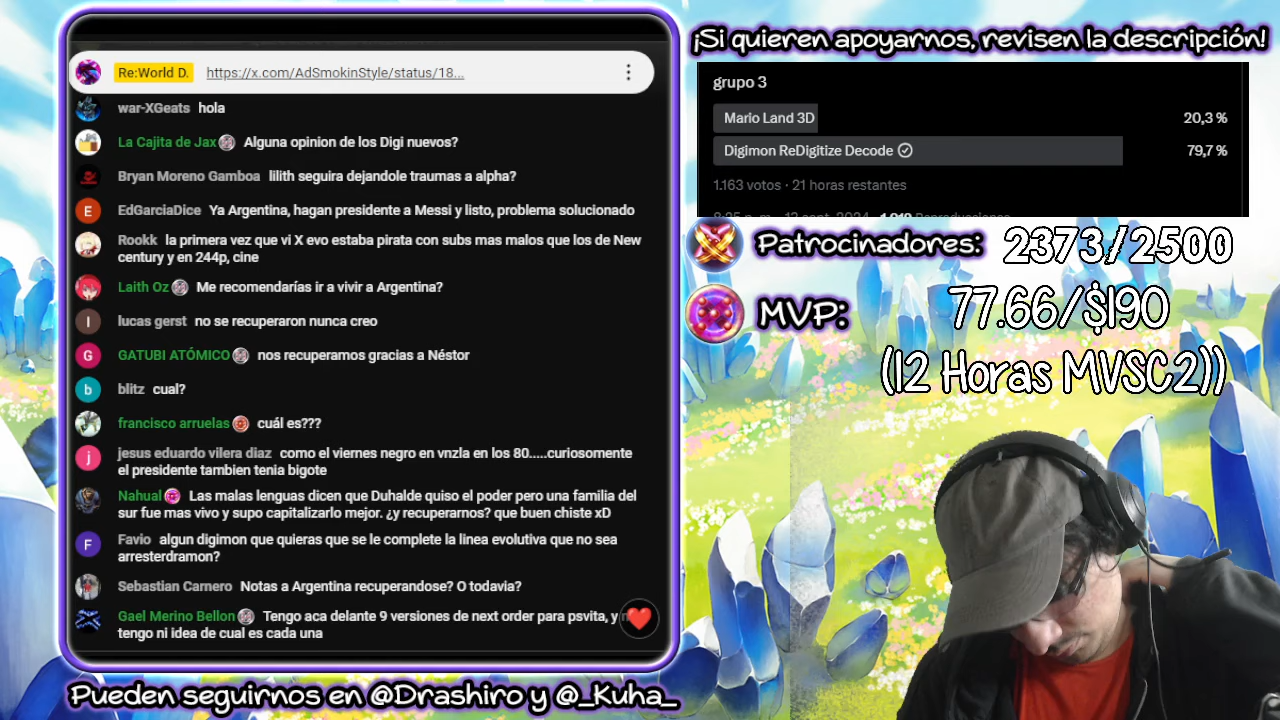 Re:World D. https://x.com/AdSmokinStyle/status/18...
war-XGeats hola
La Cajita de Jax Alguna opinion de los Digi nuevos?
Bryan Moreno Gamboa lilith seguira dejandole traumas a alpha?
E
EdGarciaDice Ya Argentina, hagan presidente a Messi y listo, problema solucionado
Rookk la primera vez que vi X evo estaba pirata con subs mas malos que los de New
century y en 244p, cine
Laith Oz Me recomendarías ir a vivir a Argentina?
l
lucas gerst no se recuperaron nunca creo
G
GATUBI ATÓMICO nos recuperamos gracias a Néstor
b
blitz cual?
francisco arruelas cuál es???
j
jesus eduardo vilera diaz como el viernes negro en vnzla en los 80.....curiosomente
el presidente tambien tenia bigote
Nahual Las malas lenguas dicen que Duhalde quiso el poder pero una familia del
sur fue mas vivo y supo capitalizarlo mejor. ¿y recuperarnos? que buen chiste xD
F
Favio algun digimon que quieras que se le complete la linea evolutiva que no sea
arresterdramon?
Sebastian Carnero Notas a Argentina recuperandose? O todavia?
Gael Merino Bellon Tengo aca delante 9 versiones de next order para psvita, y
tengo ni idea de cual es cada una
Pueden seguirnos en @Drashiro y @_Kuha_
¡Si quieren apoyarnos, revisen la descripción!
grupo 3
Mario Land 3D 20,3 %
Digimon ReDigitize Decode 79,7 %
1.163 votos · 21 horas restantes
Patrocinadores: 2373/2500
MVP: 77.66/$190
(12 Horas MVSC2))